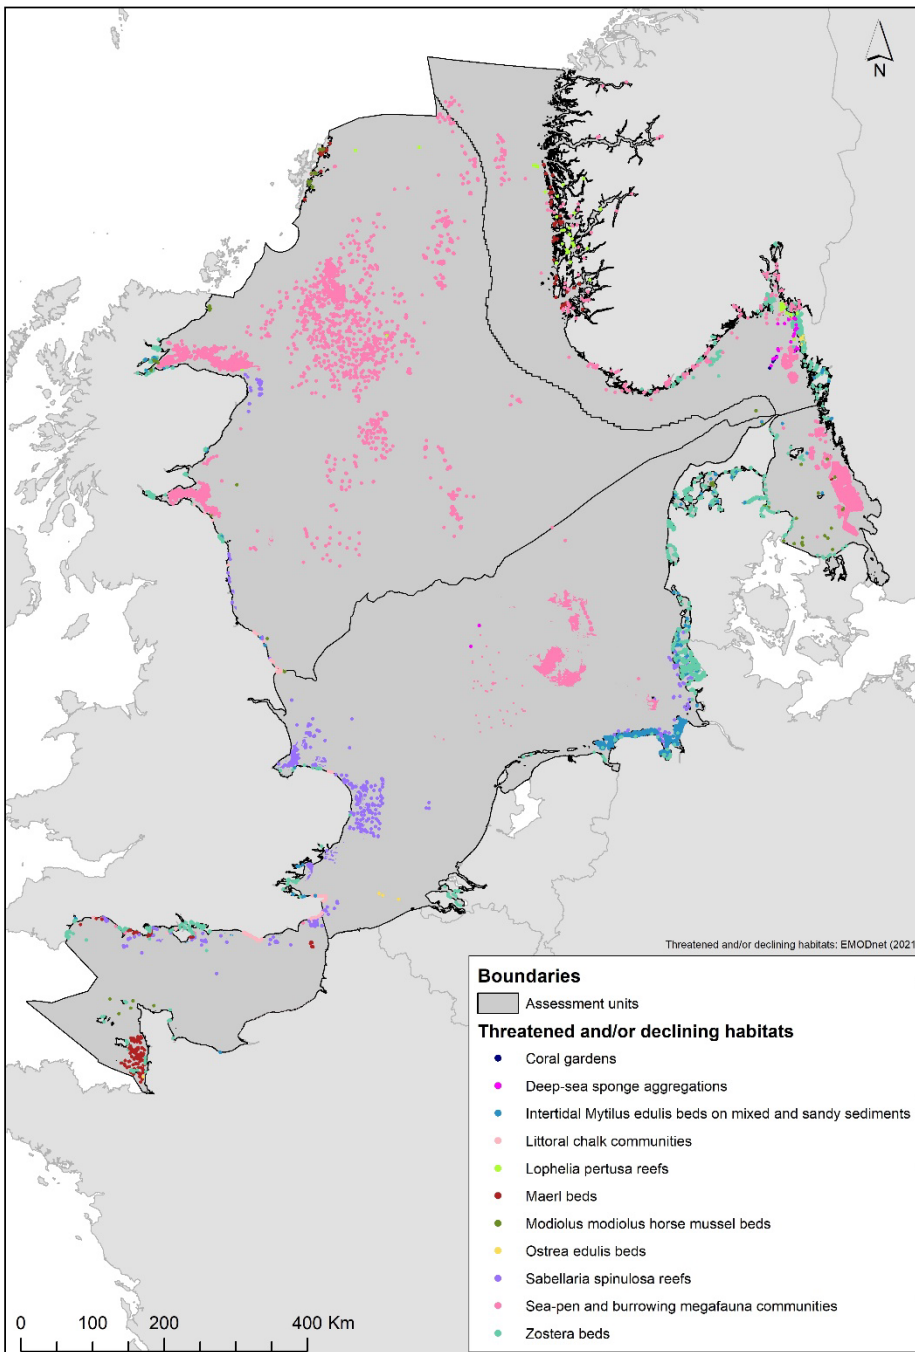 N
Threatened and/or declining habitats: EMODnet (2021
Boundaries
Assessment units
Threatened and/or declining habitats
Coral gardens
Deep-sea sponge aggregations
Intertidal Mytilus edulis beds on mixed and sandy sediments
Littoral chalk communities
Lophelia pertusa reefs
Maerl beds
Modiolus modiolus horse mussel beds
Ostrea edulis beds
Sabellaria spinulosa reefs
Sea-pen and burrowing megafauna communities
Zostera beds
0 100 200 400 Km